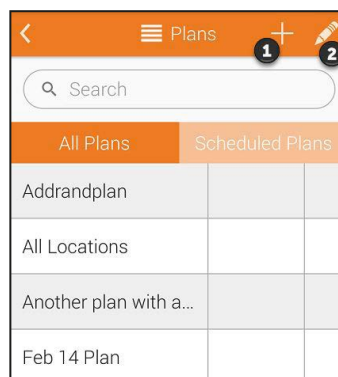 Plans
1
2
Search
All Plans Scheduled Plans
Addrandplan
All Locations
Another plan with a...
Feb 14 Plan